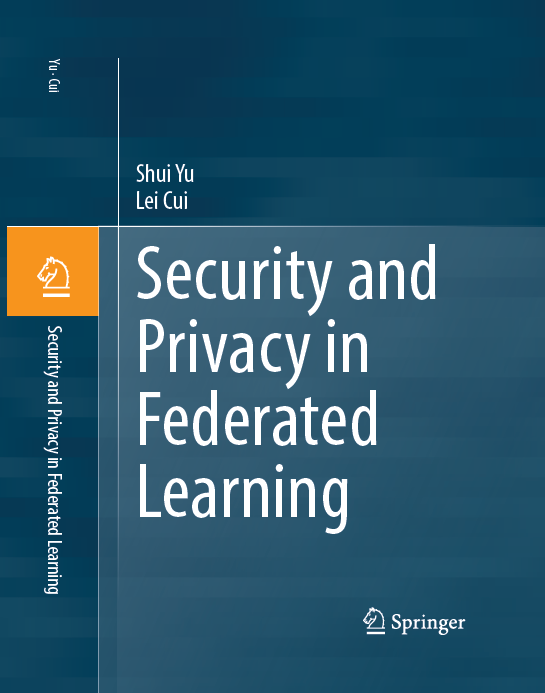 Yu · Cui
Security and Privacy in Federated Learning
Shui Yu
Lei Cui
Security and
Privacy in
Federated
Learning
Springer